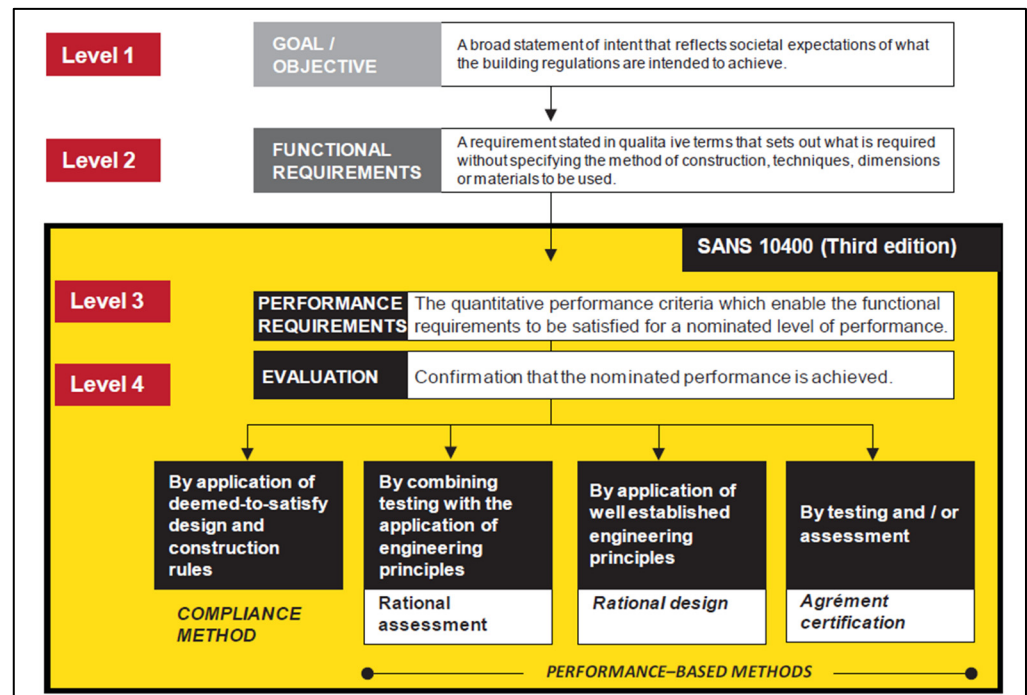 Level 1
GOAL /
OBJECTIVE
A broad statement of intent that reflects societal expectations of what
the building regulations are intended to achieve.
Level 2
FUNCTIONAL
REQUIREMENTS
A requirement stated in qualita ive terms that sets out what is required
without specifying the method of construction, techniques, dimensions
or materials to be used.
SANS 10400 (Third edition)
Level 3
PERFORMANCE
REQUIREMENTS
The quantitative performance criteria which enable the functional
requirements to be satisfied for a nominated level of performance.
Level 4
EVALUATION
Confirmation that the nominated performance is achieved.
By application of
deemed-to-satisfy
design and
construction
rules
COMPLIANCE
METHOD
By combining
testing with the
application of
engineering
principles
Rational
assessment
By application of
well established
engineering
principles
Rational design
By testing and / or
assessment
Agrément
certification
PERFORMANCE–BASED METHODS